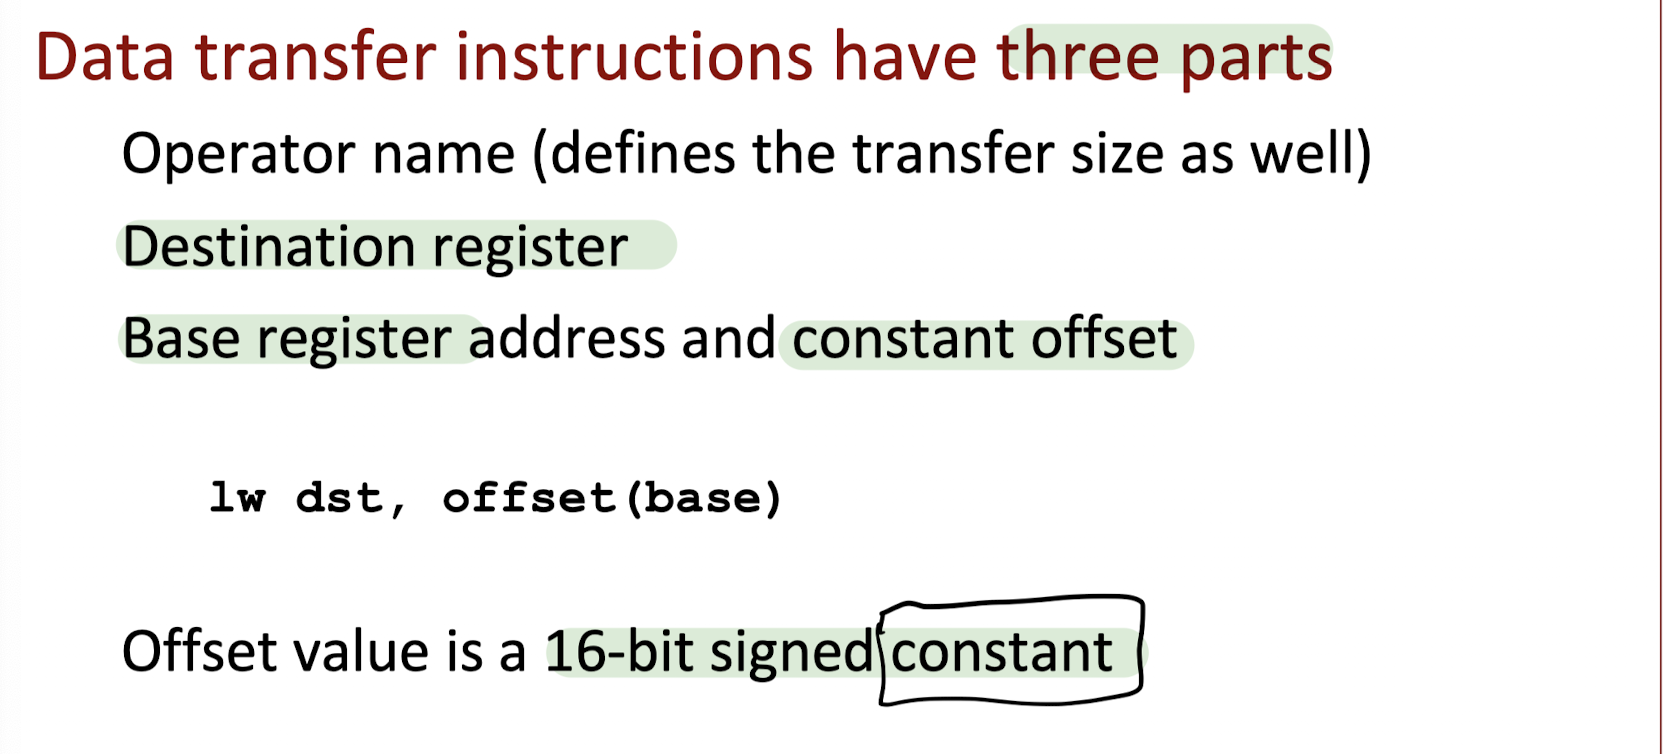 Data transfer instructions have three parts
Operator name (defines the transfer size as well)
Destination register
Base register address and constant offset
lw dst, offset(base)
Offset value is a 16-bit signed constant